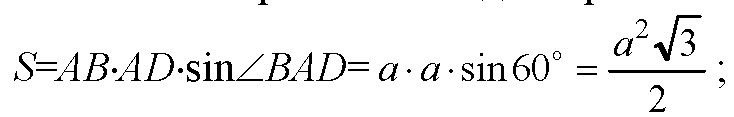 S=AB·AD·sin∠BAD= a · a · sin 60° = a²√3 / 2 ;